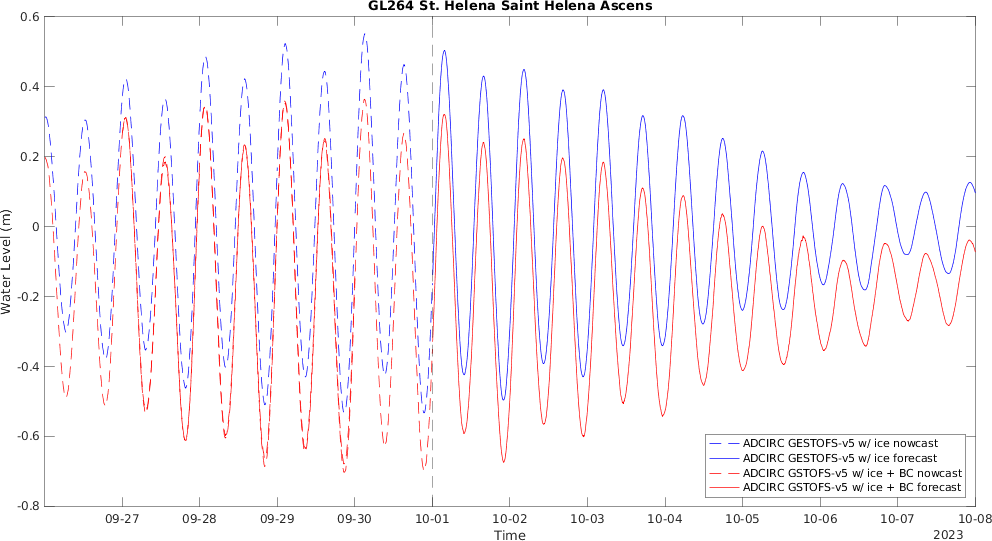 GL264 St. Helena Saint Helena Ascens
0.6
0.4
0.2
0
-0.2
-0.4
-0.6
-0.8
Water Level (m)
09-27 09-28 09-29 09-30 10-01 10-02 10-03 10-04 10-05 10-06 10-07 10-08
Time
2023
ADCIRC GESTOFS-v5 w/ ice nowcast
ADCIRC GESTOFS-v5 w/ ice forecast
ADCIRC GSTOFS-v5 w/ ice + BC nowcast
ADCIRC GSTOFS-v5 w/ ice + BC forecast